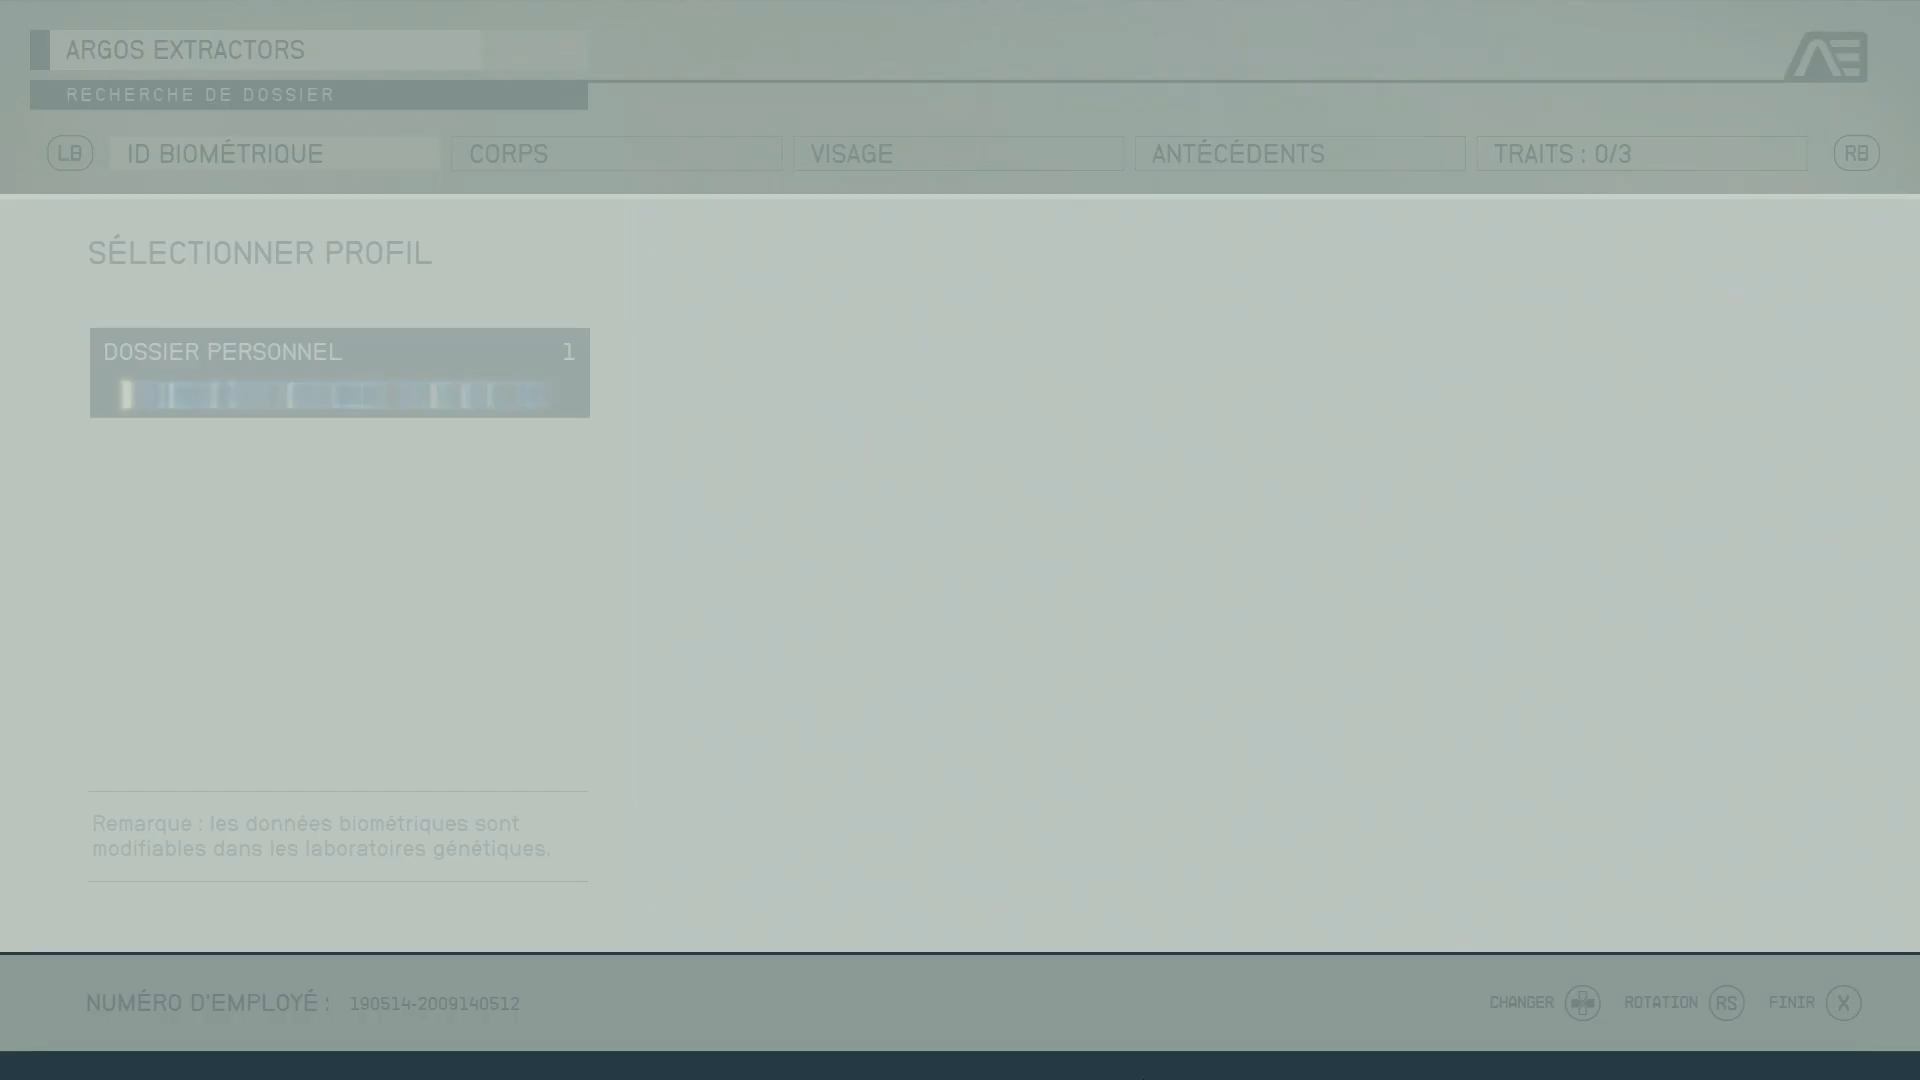 ARGOS EXTRACTORS
RECHERCHE DE DOSSIER
LB
ID BIOMÉTRIQUE
CORPS
VISAGE
ANTÉCÉDENTS
TRAITS : 0/3
RB
SÉLECTIONNER PROFIL
DOSSIER PERSONNEL 1
Remarque : les données biométriques sont
modifiables dans les laboratoires génétiques.
NUMÉRO D'EMPLOYÉ : 190514-2009140512
CHANGER
ROTATION RS
FINIR X